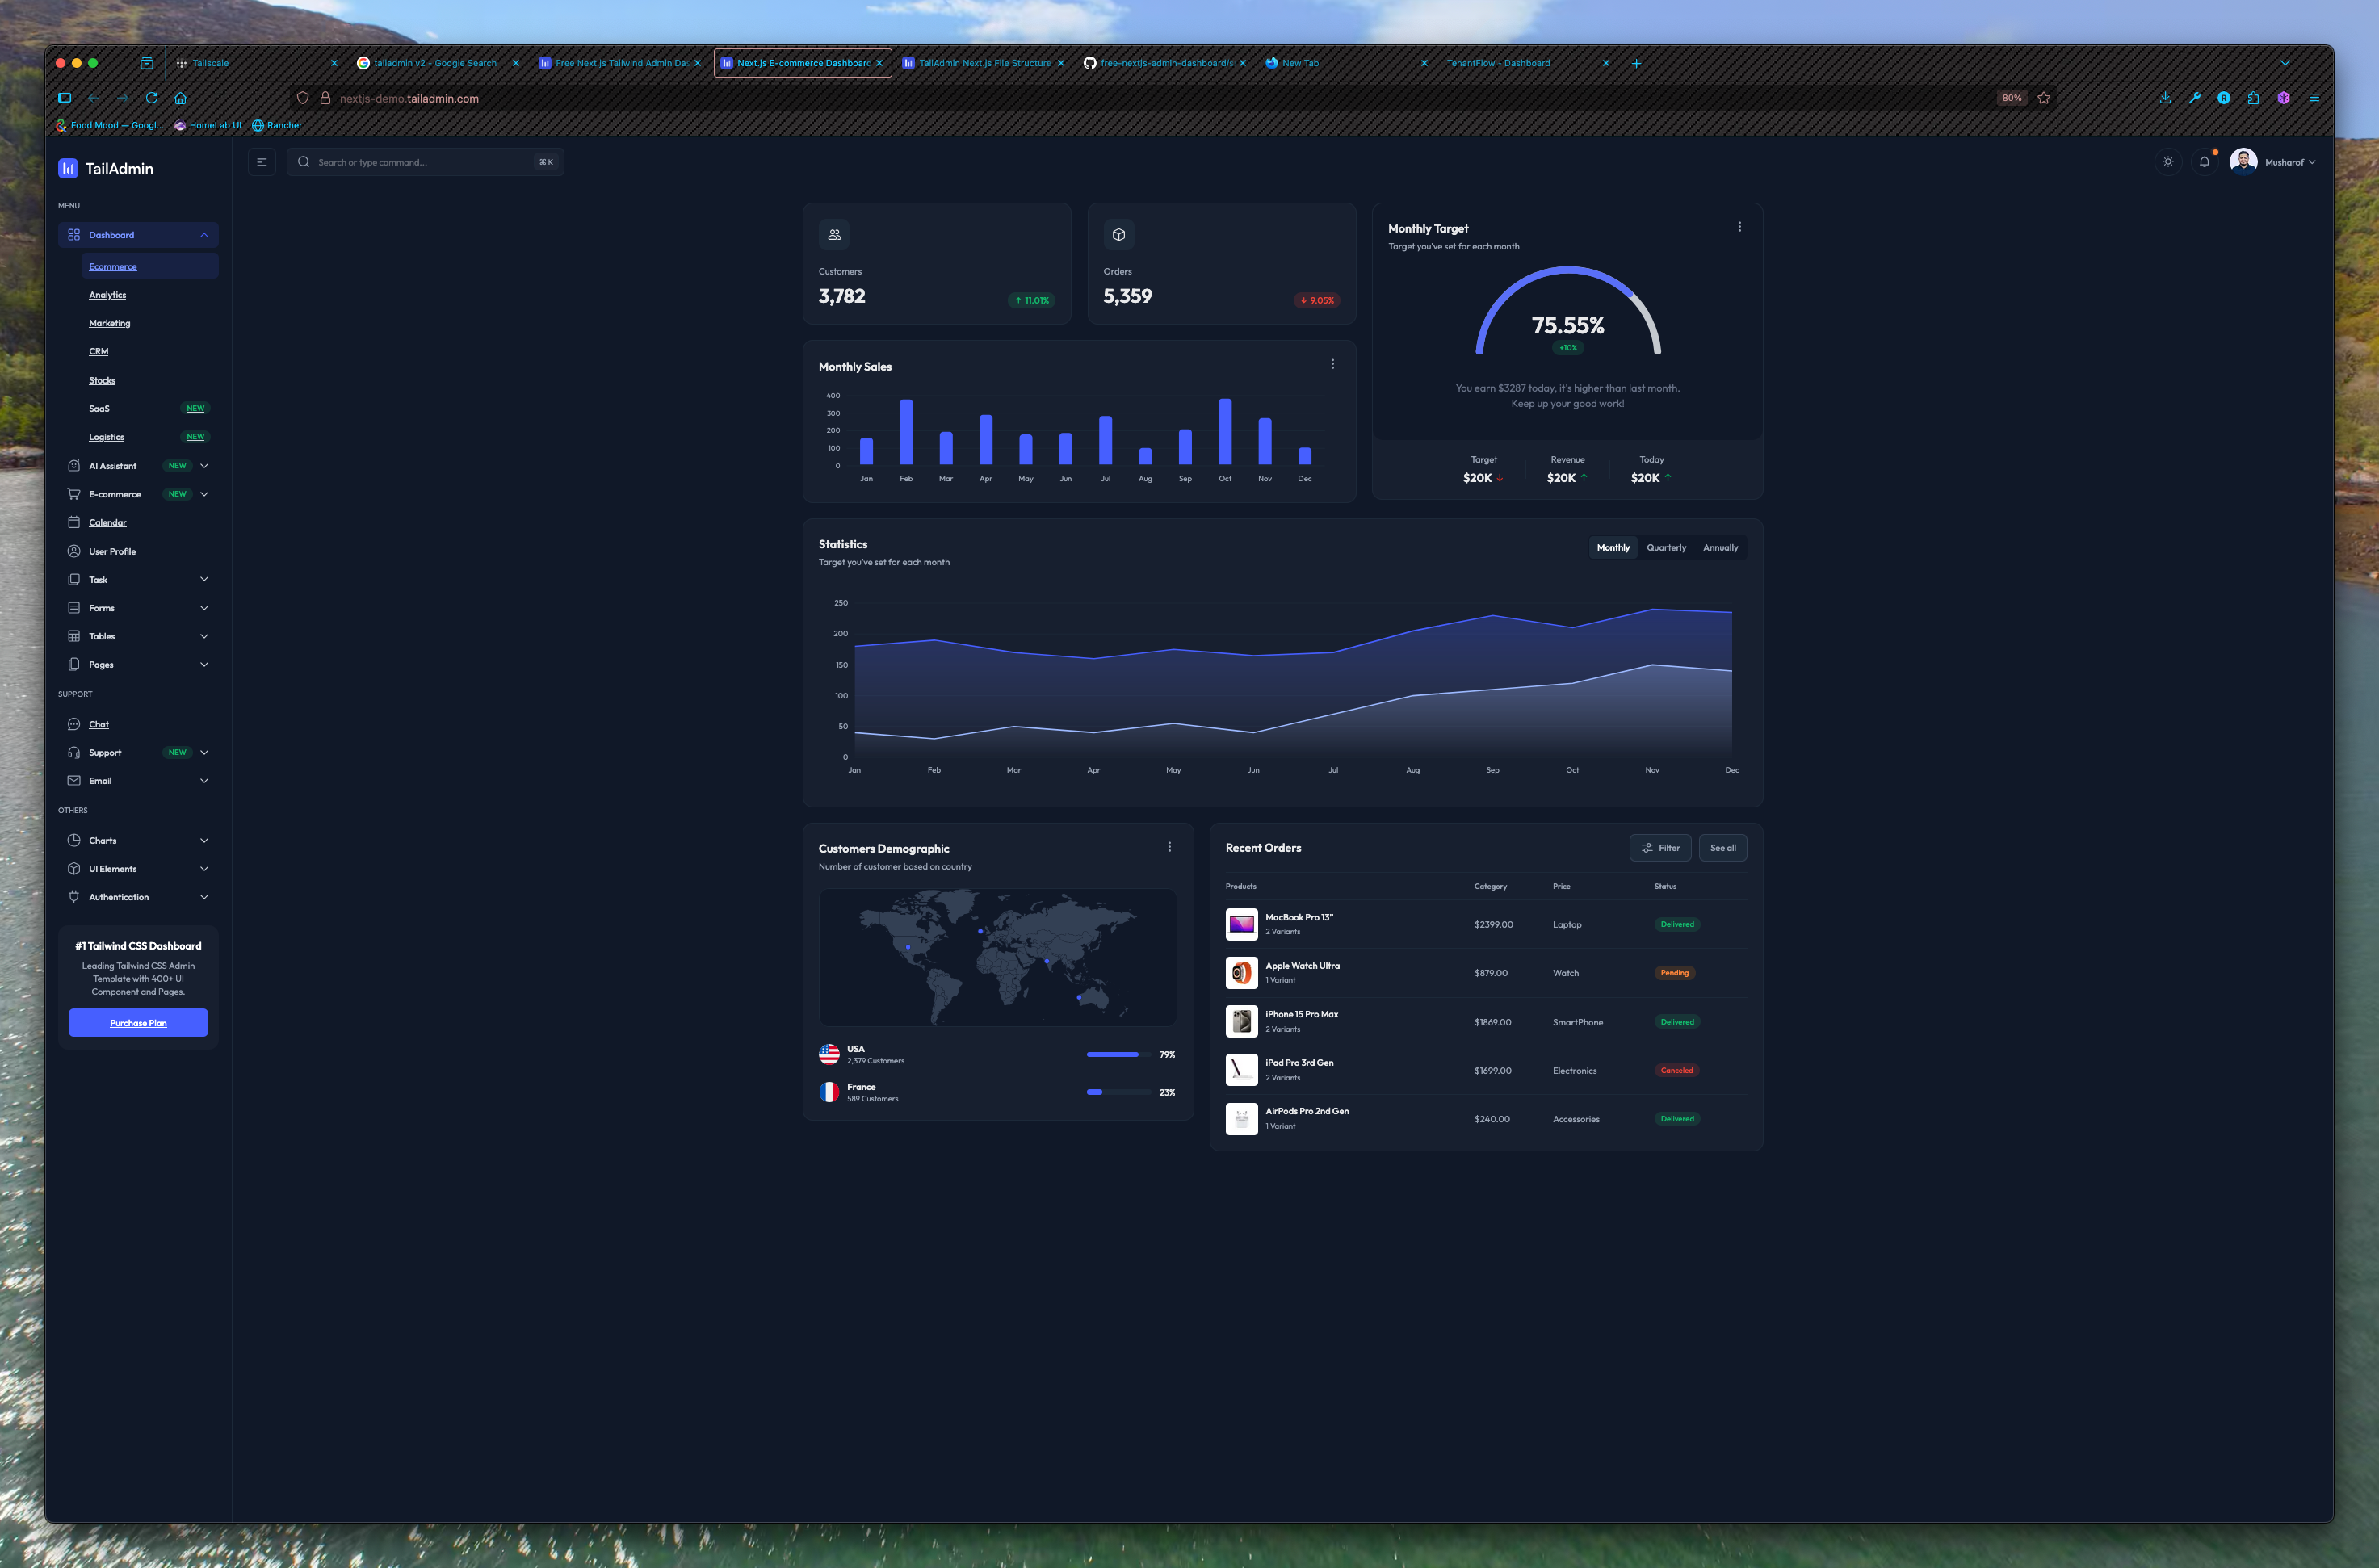 Tailscale
tailadmin v2 - Google Search
Free Next.js Tailwind Admin Da
Next.js E-commerce Dashboard
TailAdmin Next.js File Structure
free-nextjs-admin-dashboard/s
New Tab
TenantFlow - Dashboard
nextjs-demo.tailadmin.com
80%
Food Mood — Googl...
HomeLab UI
Rancher
TailAdmin
Search or type command...
⌘ K
Musharof
MENU
Dashboard
Ecommerce
Analytics
Marketing
CRM
Stocks
SaaS NEW
Logistics NEW
AI Assistant NEW
E-commerce NEW
Calendar
User Profile
Task
Forms
Tables
Pages
SUPPORT
Chat
Support NEW
Email
OTHERS
Charts
UI Elements
Authentication
#1 Tailwind CSS Dashboard
Leading Tailwind CSS Admin
Template with 400+ UI
Component and Pages.
Purchase Plan
Customers
3,782
↑ 11.01%
Orders
5,359
↓ 9.05%
Monthly Target
Target you've set for each month
75.55%
+10%
You earn $3287 today, it's higher than last month.
Keep up your good work!
Target
$20K ↓
Revenue
$20K ↑
Today
$20K ↑
Monthly Sales
400
300
200
100
0
Jan Feb Mar Apr May Jun Jul Aug Sep Oct Nov Dec
Statistics
Target you've set for each month
Monthly Quarterly Annually
250
200
150
100
50
0
Jan Feb Mar Apr May Jun Jul Aug Sep Oct Nov Dec
Customers Demographic
Number of customer based on country
USA
2,379 Customers
79%
France
589 Customers
23%
Recent Orders
Filter
See all
Products Category Price Status
MacBook Pro 13"
2 Variants
$2399.00 Laptop Delivered
Apple Watch Ultra
1 Variant
$879.00 Watch Pending
iPhone 15 Pro Max
2 Variants
$1869.00 SmartPhone Delivered
iPad Pro 3rd Gen
2 Variants
$1699.00 Electronics Canceled
AirPods Pro 2nd Gen
1 Variant
$240.00 Accessories Delivered